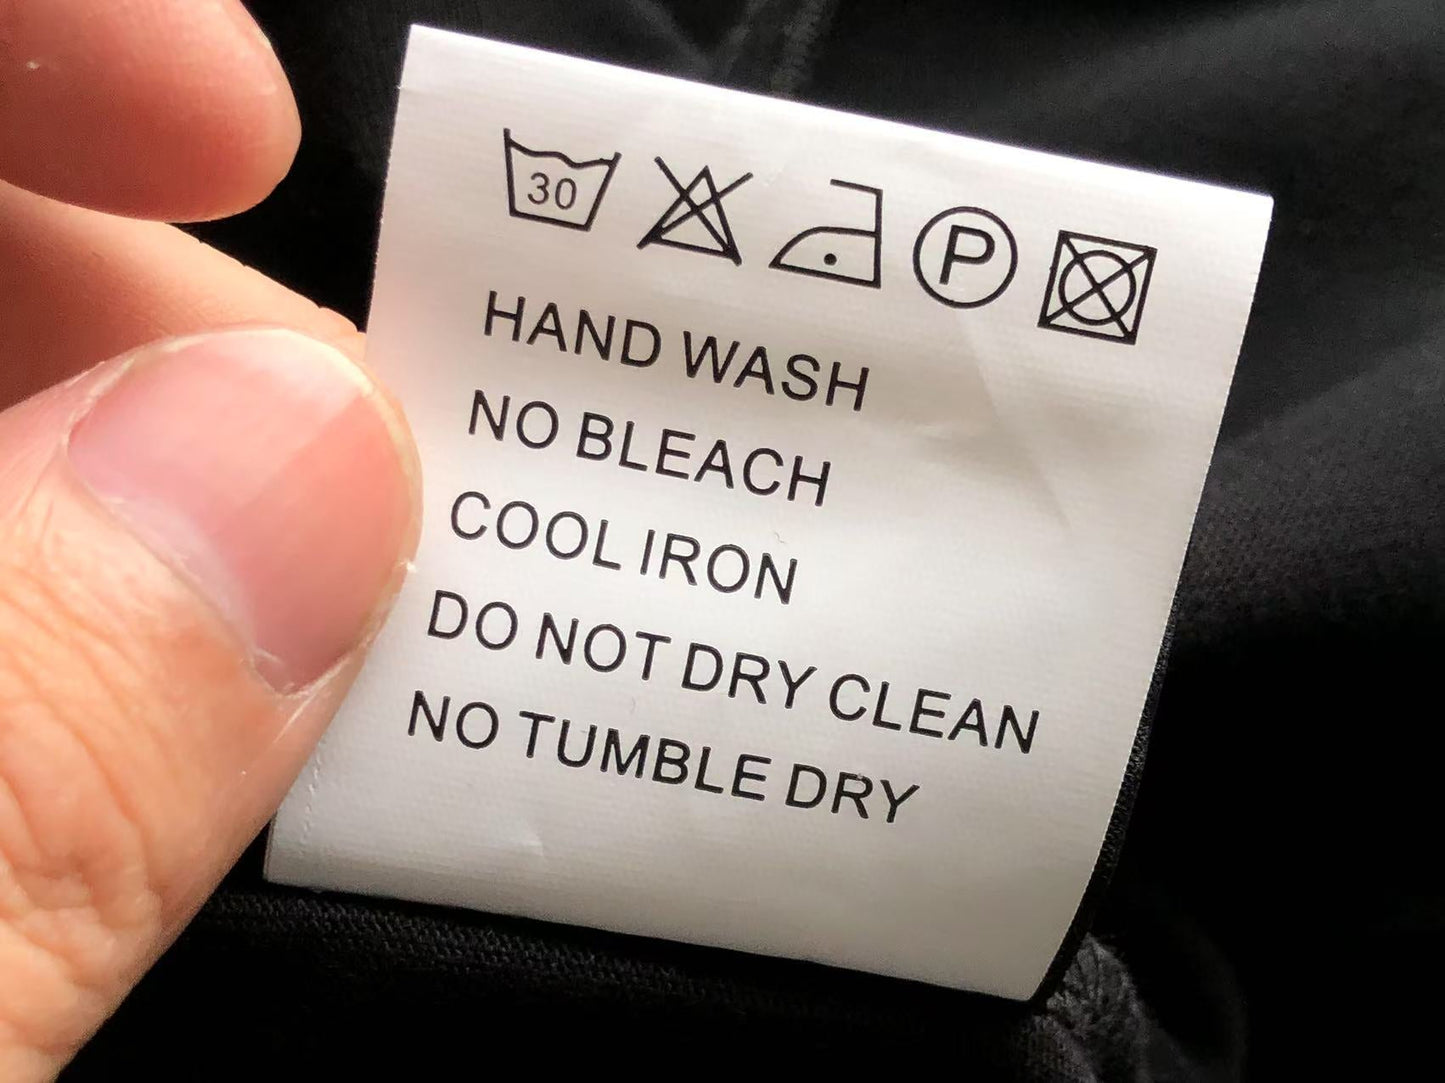 30 P
HAND WASH
NO BLEACH
COOL IRON
DO NOT DRY CLEAN
NO TUMBLE DRY